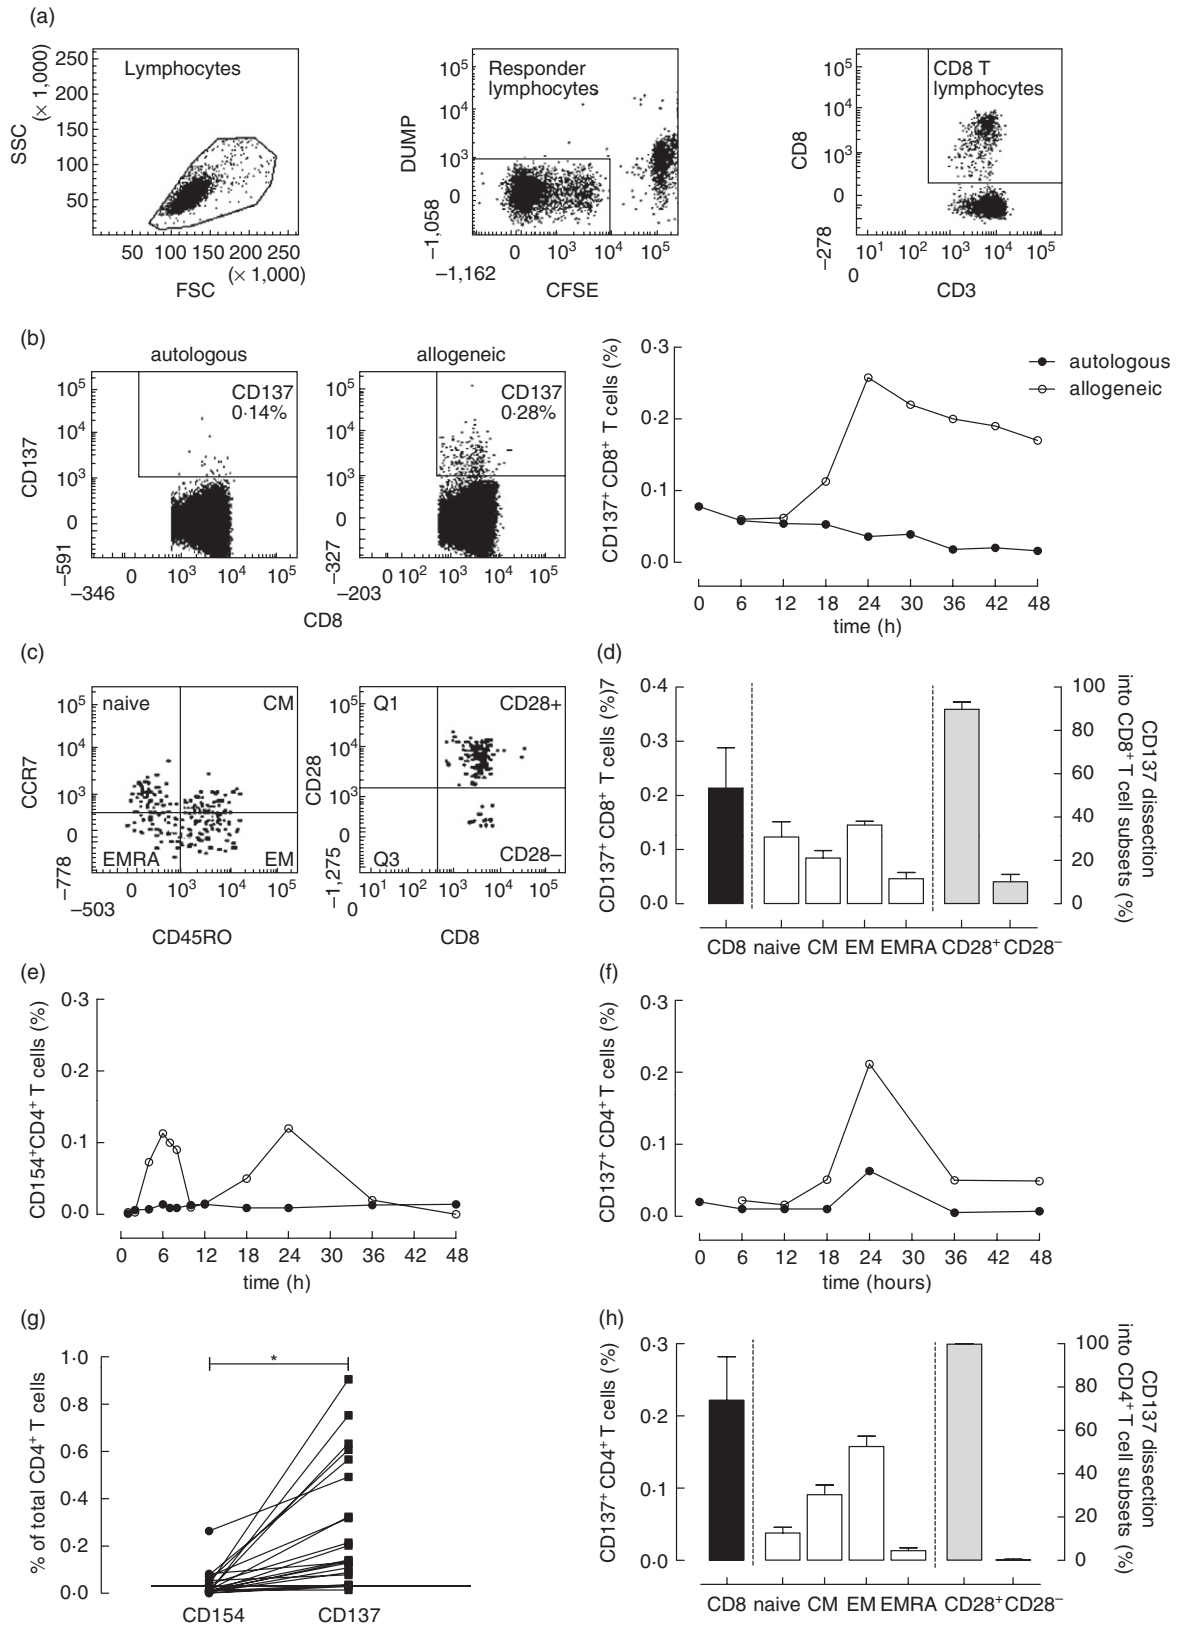 (a)
SSC
(× 1,000)
250
200
150
100
50
Lymphocytes
50 100 150 200 250
(× 1,000)
FSC
DUMP
10⁵
10⁴
10³
0
−1,058
Responder
lymphocytes
0 10³ 10⁴ 10⁵
−1,162
CFSE
CD8
10⁵
10⁴
10³
0
−278
CD8 T
lymphocytes
10¹ 10² 10³ 10⁴ 10⁵
0
CD3
(b)
autologous
CD137
10⁵
10⁴
10³
0
−591
CD137
0·14%
0 10³ 10⁴ 10⁵
−346
allogeneic
10⁵
10⁴
10³
0
−327
CD137
0·28%
0 10² 10³ 10⁴ 10⁵
−203
CD8
CD137⁺ CD8⁺ T cells (%)
0·3
0·2
0·1
0·0
autologous
allogeneic
0 6 12 18 24 30 36 42 48
time (h)
(c)
CCR7
10⁵
10⁴
10³
0
−778
naive CM
EMRA EM
0 10³ 10⁴ 10⁵
−503
CD45RO
CD28
10⁵
10⁴
10³
0
−1,275
Q1 CD28+
Q3 CD28−
10¹ 10² 10³ 10⁴ 10⁵
0
CD8
(d)
CD137⁺ CD8⁺ T cells (%)7
0·4
0·3
0·2
0·1
0·0
100
80
60
40
20
0
CD137 dissection
into CD8⁺ T cell subsets (%)
CD8 naive CM EM EMRA CD28⁺ CD28⁻
(e)
CD154⁺CD4⁺ T cells (%)
0·3
0·2
0·1
0·0
0 6 12 18 24 30 36 42 48
time (h)
(f)
CD137⁺ CD4⁺ T cells (%)
0·3
0·2
0·1
0·0
0 6 12 18 24 30 36 42 48
time (hours)
(g)
% of total CD4⁺ T cells
1·0
0·8
0·6
0·4
0·2
0·0
*
CD154 CD137
(h)
CD137⁺ CD4⁺ T cells (%)
0·3
0·2
0·1
0·0
100
80
60
40
20
0
CD137 dissection
into CD4⁺ T cell subsets (%)
CD8 naive CM EM EMRA CD28⁺ CD28⁻